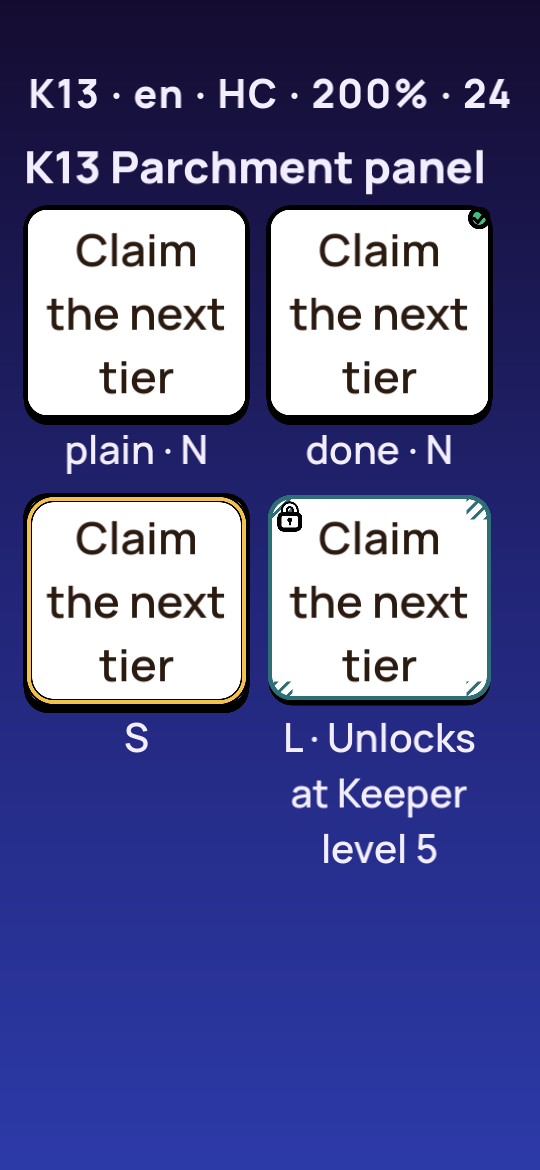 K13 · en · HC · 200% · 24
K13 Parchment panel
Claim
the next
tier
plain · N
Claim
the next
tier
done · N
Claim
the next
tier
S
Claim
the next
tier
L · Unlocks
at Keeper
level 5